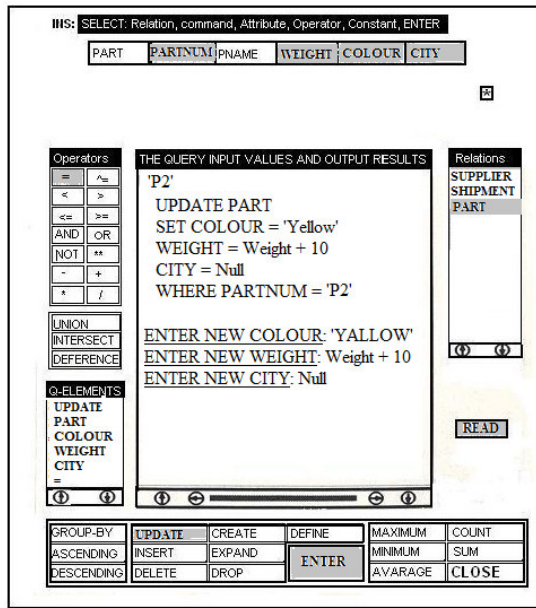 INS: SELECT: Relation, command, Attribute, Operator, Constant, ENTER
PART PARTNUM PNAME WEIGHT COLOUR CITY
*
Operators
= ^=
< >
<= >=
AND OR
NOT **
- +
* /
UNION
INTERSECT
DEFERENCE
Q-ELEMENTS
UPDATE
PART
COLOUR
WEIGHT
CITY
=
THE QUERY INPUT VALUES AND OUTPUT RESULTS
'P2'
UPDATE PART
SET COLOUR = 'Yellow'
WEIGHT = Weight + 10
CITY = Null
WHERE PARTNUM = 'P2'
ENTER NEW COLOUR: 'YALLOW'
ENTER NEW WEIGHT: Weight + 10
ENTER NEW CITY: Null
Relations
SUPPLIER
SHIPMENT
PART
READ
GROUP-BY UPDATE CREATE DEFINE MAXIMUM COUNT
ASCENDING INSERT EXPAND ENTER MINIMUM SUM
DESCENDING DELETE DROP AVARAGE CLOSE